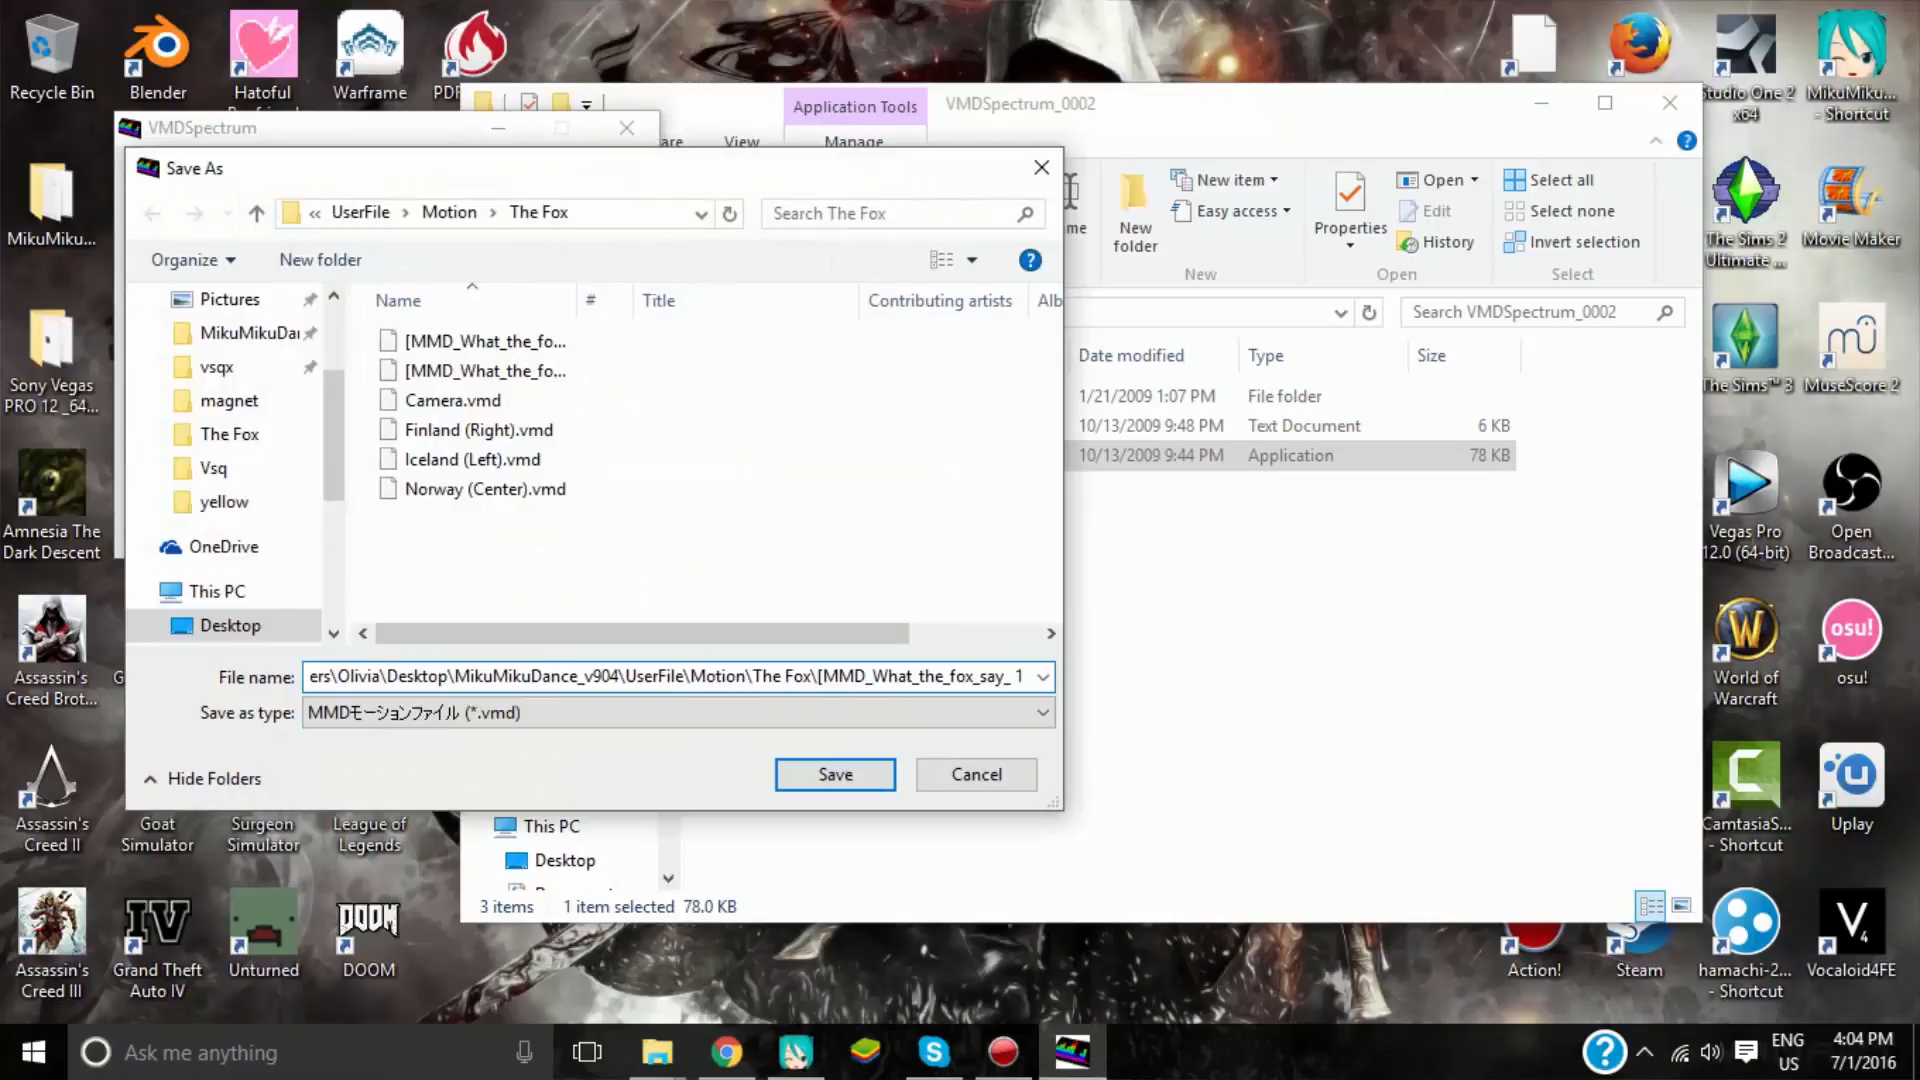 Recycle Bin
Blender
Hatoful
Warframe
MikuMiku...
Sony Vegas
PRO 12 _64...
Amnesia The
Dark Descent
Assassin's
Creed Brot...
Assassin's
Creed II
Goat
Simulator
Surgeon
Simulator
League of
Legends
Assassin's
Creed III
Grand Theft
Auto IV
Unturned
DOOM
DOOM
VMDSpectrum
Save As
« UserFile › Motion › The Fox
Search The Fox
Organize
New folder
Pictures
MikuMikuDa
vsqx
magnet
The Fox
Vsq
yellow
OneDrive
This PC
Desktop
Name
#
Title
Contributing artists
Alb
[MMD_What_the_fo...
[MMD_What_the_fo...
Camera.vmd
Finland (Right).vmd
Iceland (Left).vmd
Norway (Center).vmd
File name: ers\Olivia\Desktop\MikuMikuDance_v904\UserFile\Motion\The Fox\[MMD_What_the_fox_say_ 1
Save as type: MMDモーションファイル (*.vmd)
Hide Folders
Save
Cancel
Application Tools
VMDSpectrum_0002
are
View
Manage
me
New
folder
New item
Easy access
New
Properties
Open
Edit
History
Open
Select all
Select none
Invert selection
Select
Search VMDSpectrum_0002
Date modified
Type
Size
1/21/2009 1:07 PM File folder
10/13/2009 9:48 PM Text Document 6 KB
10/13/2009 9:44 PM Application 78 KB
This PC
Desktop
3 items 1 item selected 78.0 KB
Studio One 2
x64
MikuMiku...
- Shortcut
The Sims 2
Ultimate ...
Movie Maker
The Sims™ 3
MuseScore 2
Vegas Pro
12.0 (64-bit)
Open
Broadcast...
World of
Warcraft
osu!
osu!
CamtasiaS...
- Shortcut
Uplay
Action!
Steam
hamachi-2...
- Shortcut
Vocaloid4FE
Ask me anything
ENG
US
4:04 PM
7/1/2016